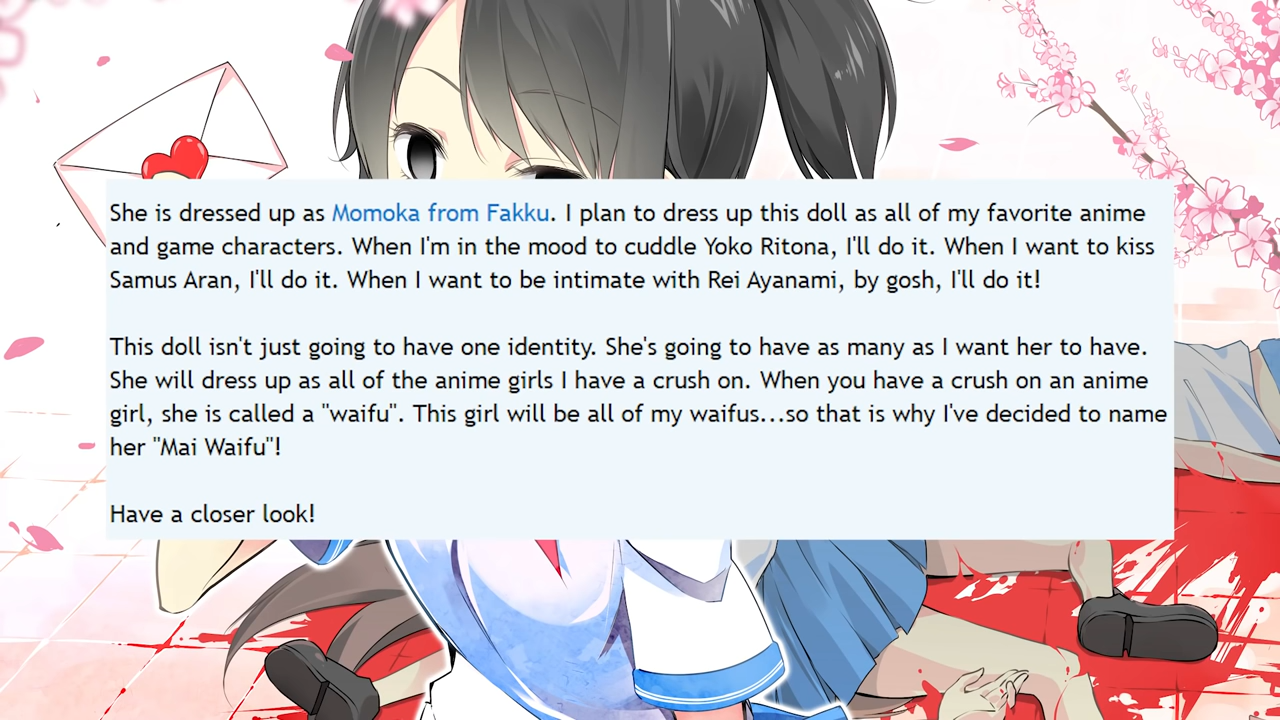 She is dressed up as Momoka from Fakku. I plan to dress up this doll as all of my favorite anime
and game characters. When I'm in the mood to cuddle Yoko Ritona, I'll do it. When I want to kiss
Samus Aran, I'll do it. When I want to be intimate with Rei Ayanami, by gosh, I'll do it!
This doll isn't just going to have one identity. She's going to have as many as I want her to have.
She will dress up as all of the anime girls I have a crush on. When you have a crush on an anime
girl, she is called a "waifu". This girl will be all of my waifus...so that is why I've decided to name
her "Mai Waifu"!
Have a closer look!